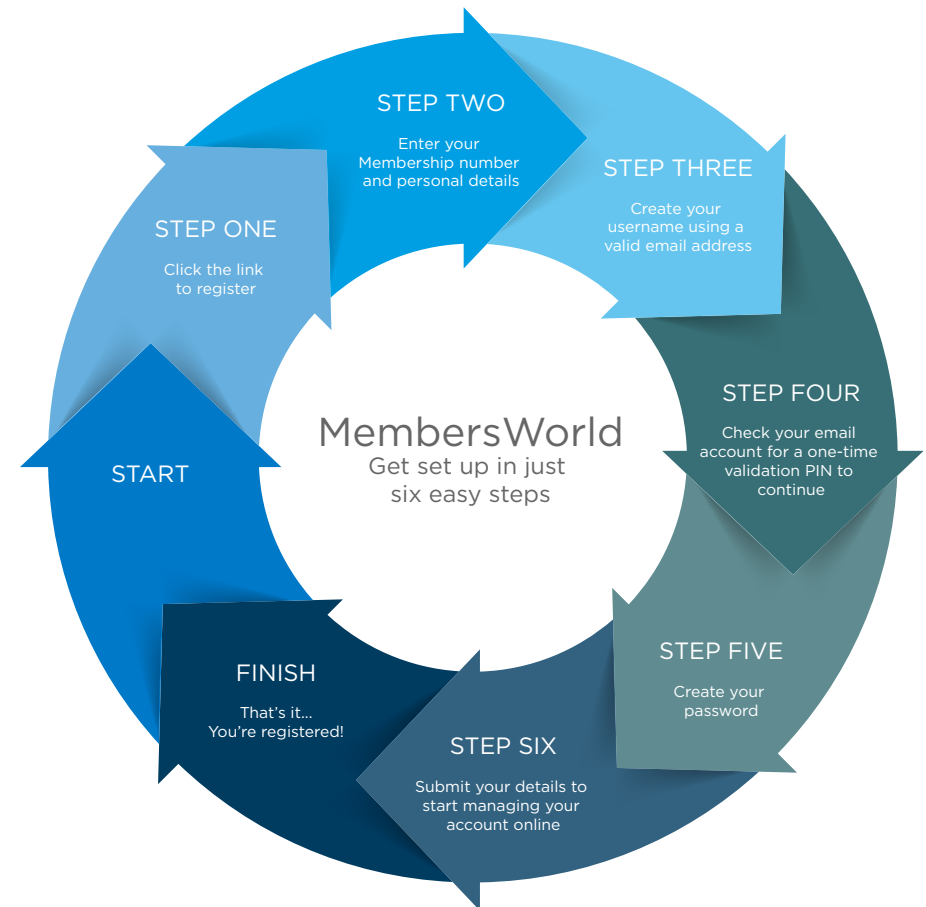 MembersWorld
Get set up in just
six easy steps
START
STEP ONE
Click the link
to register
STEP TWO
Enter your
Membership number
and personal details
STEP THREE
Create your
username using a
valid email address
STEP FOUR
Check your email
account for a one-time
validation PIN to
continue
STEP FIVE
Create your
password
STEP SIX
Submit your details to
start managing your
account online
FINISH
That’s it...
You’re registered!